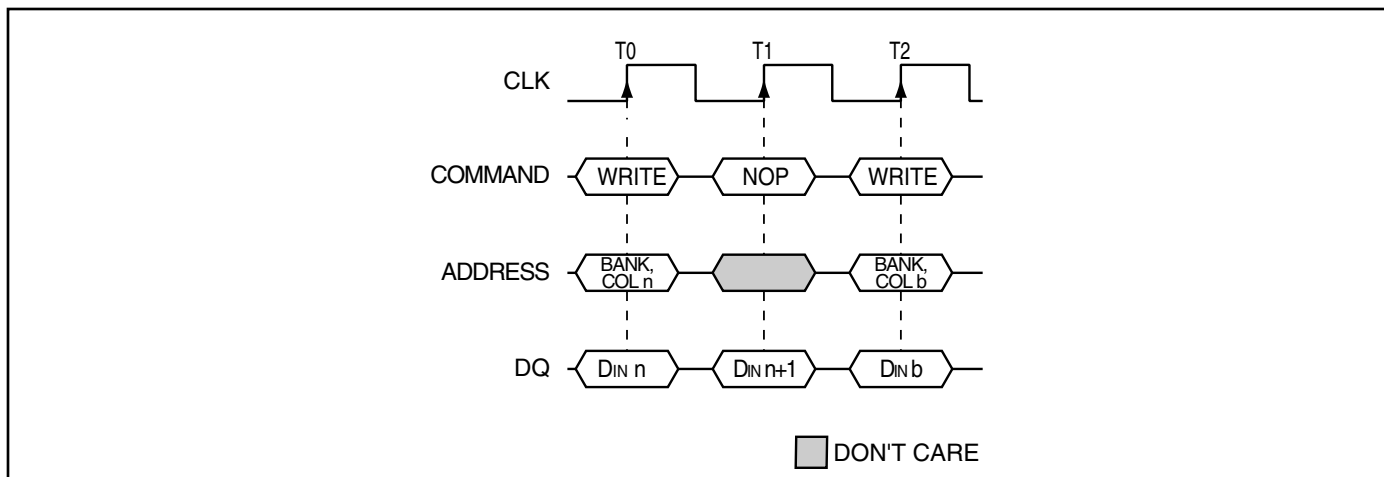 T0 T1 T2
CLK
COMMAND WRITE NOP WRITE
ADDRESS BANK, COL n BANK, COL b
DQ DIN n DIN n+1 DIN b
DON'T CARE